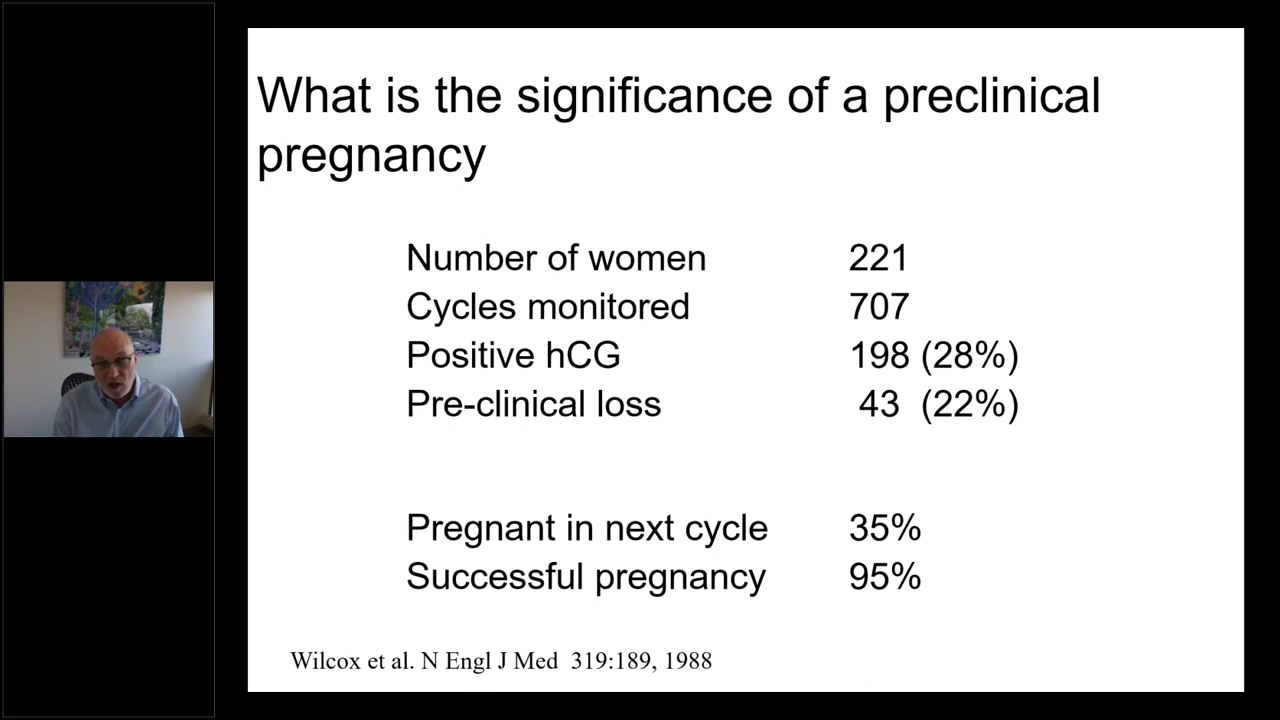 What is the significance of a preclinical
pregnancy
Number of women 221
Cycles monitored 707
Positive hCG 198 (28%)
Pre-clinical loss 43 (22%)
Pregnant in next cycle 35%
Successful pregnancy 95%
Wilcox et al. N Engl J Med 319:189, 1988